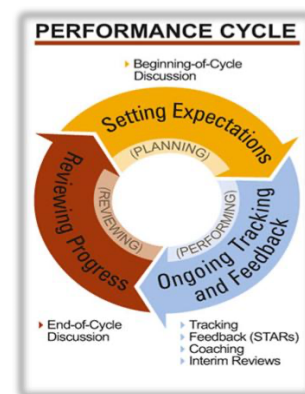 PERFORMANCE CYCLE
Beginning-of-Cycle
Discussion
Setting Expectations
(PLANNING)
Reviewing Progress
(REVIEWING)
(PERFORMING)
Ongoing Tracking
and Feedback
End-of-Cycle
Discussion
Tracking
Feedback (STARs)
Coaching
Interim Reviews